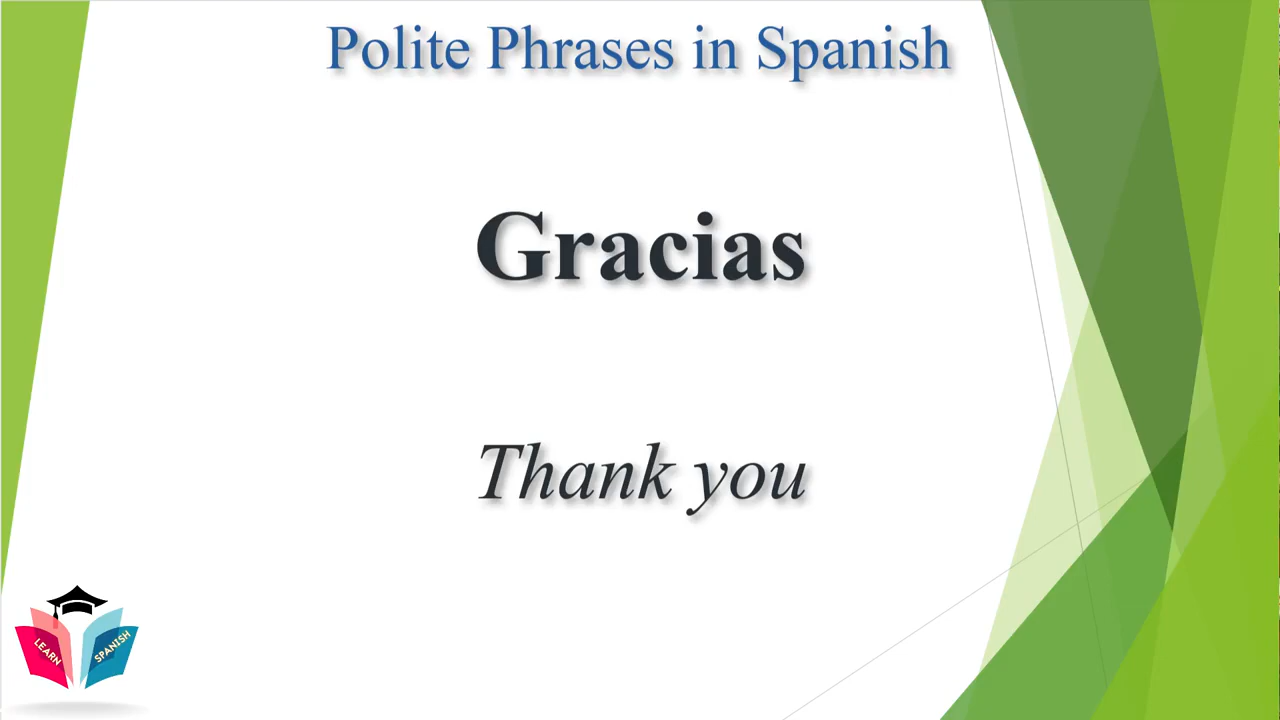 Polite Phrases in Spanish
Gracias
Thank you
LEARN
SPANISH